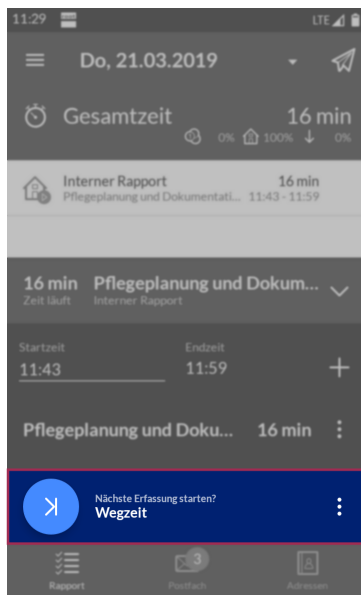 11:29 LTE
Do, 21.03.2019
Gesamtzeit 16 min
0% 100% 0%
Interner Rapport 16 min
Pflegeplanung und Dokumentati... 11:43 - 11:59
16 min Pflegeplanung und Dokum...
Zeit läuft Interner Rapport
Startzeit Endzeit
11:43 11:59
Pflegeplanung und Doku... 16 min
Nächste Erfassung starten?
Wegzeit
3
Rapport Postfach Adressen